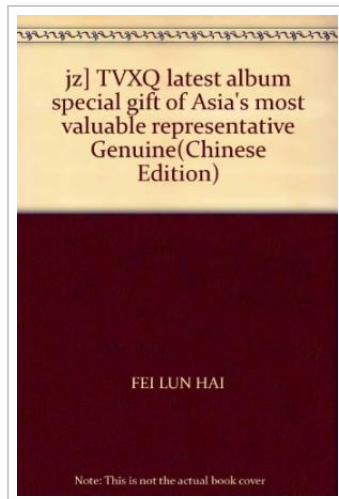 jz] TVXQ latest album
special gift of Asia's most
valuable representative
Genuine(Chinese
Edition)
FEI LUN HAI
Note: This is not the actual book cover